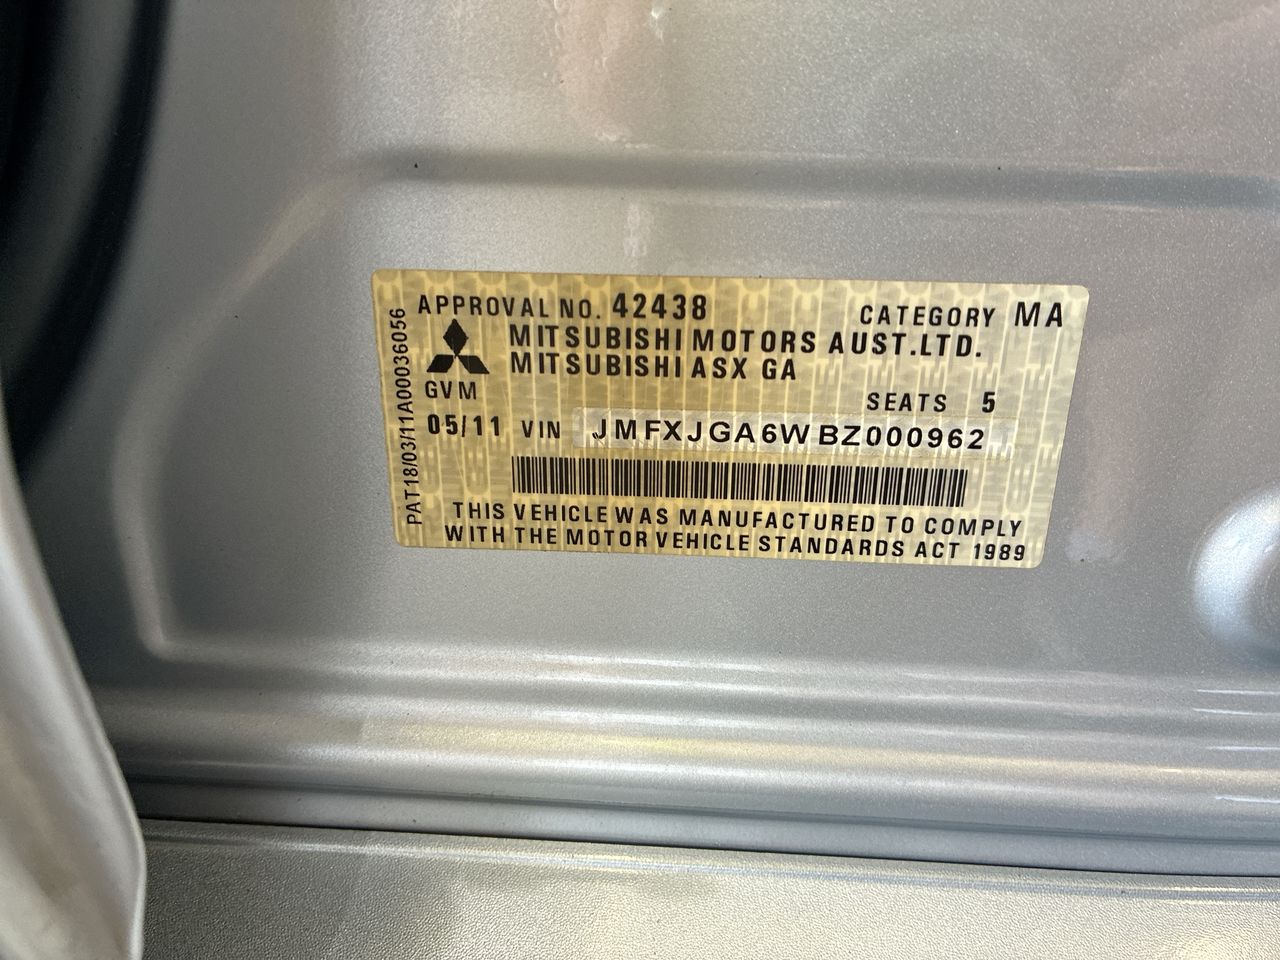 APPROVAL NO. 42438 CATEGORY MA
MITSUBISHI MOTORS AUST.LTD.
MITSUBISHI ASX GA
GVM SEATS 5
05/11 VIN JMFXJGA6WBZ000962
THIS VEHICLE WAS MANUFACTURED TO COMPLY
WITH THE MOTOR VEHICLE STANDARDS ACT 1989
PAT18/03/11A00036056